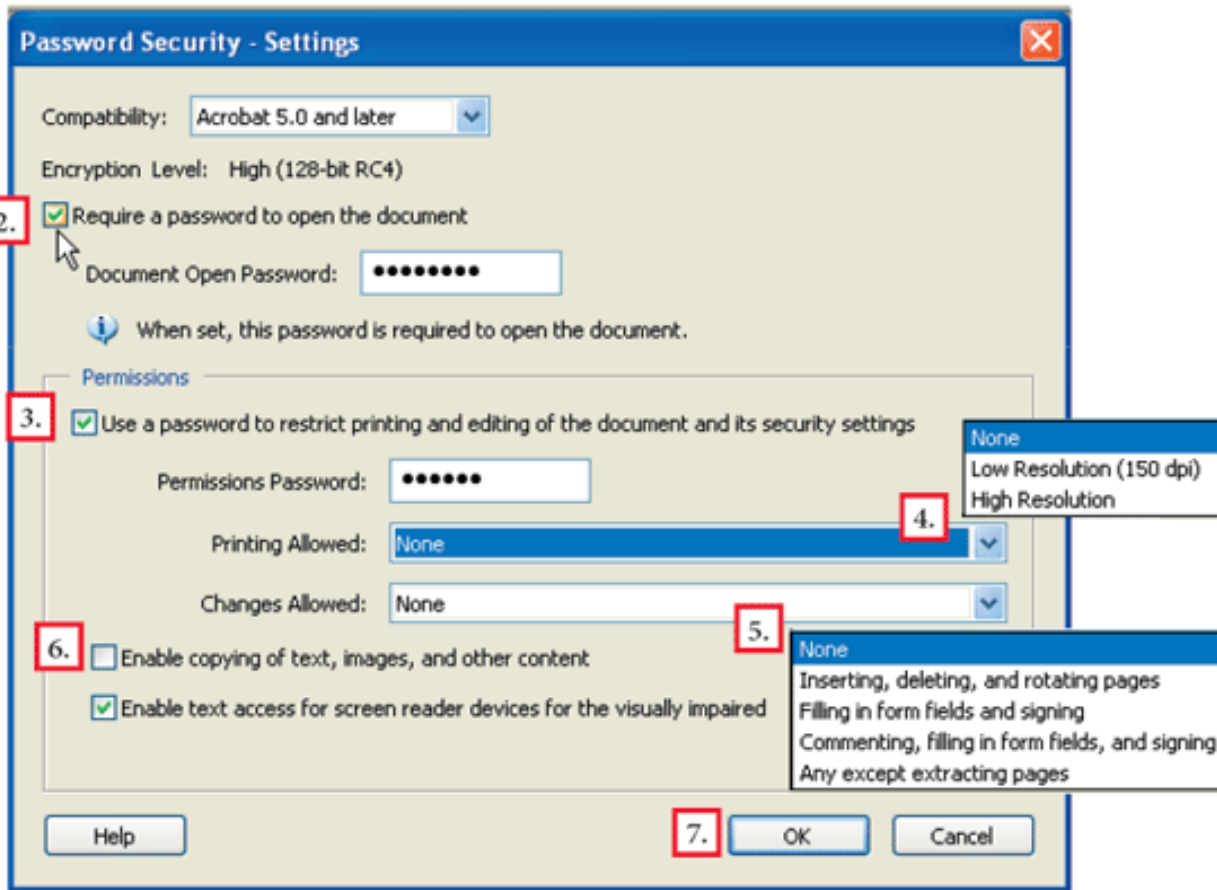 Password Security - Settings
Compatibility: Acrobat 5.0 and later
Encryption Level: High (128-bit RC4)
2. Require a password to open the document
Document Open Password: ••••••••
When set, this password is required to open the document.
Permissions
3. Use a password to restrict printing and editing of the document and its security settings
Permissions Password: ••••••
4.
None
Low Resolution (150 dpi)
High Resolution
Printing Allowed: None
Changes Allowed: None
5.
None
Inserting, deleting, and rotating pages
Filling in form fields and signing
Commenting, filling in form fields, and signing
Any except extracting pages
6. Enable copying of text, images, and other content
Enable text access for screen reader devices for the visually impaired
Help
7. OK
Cancel